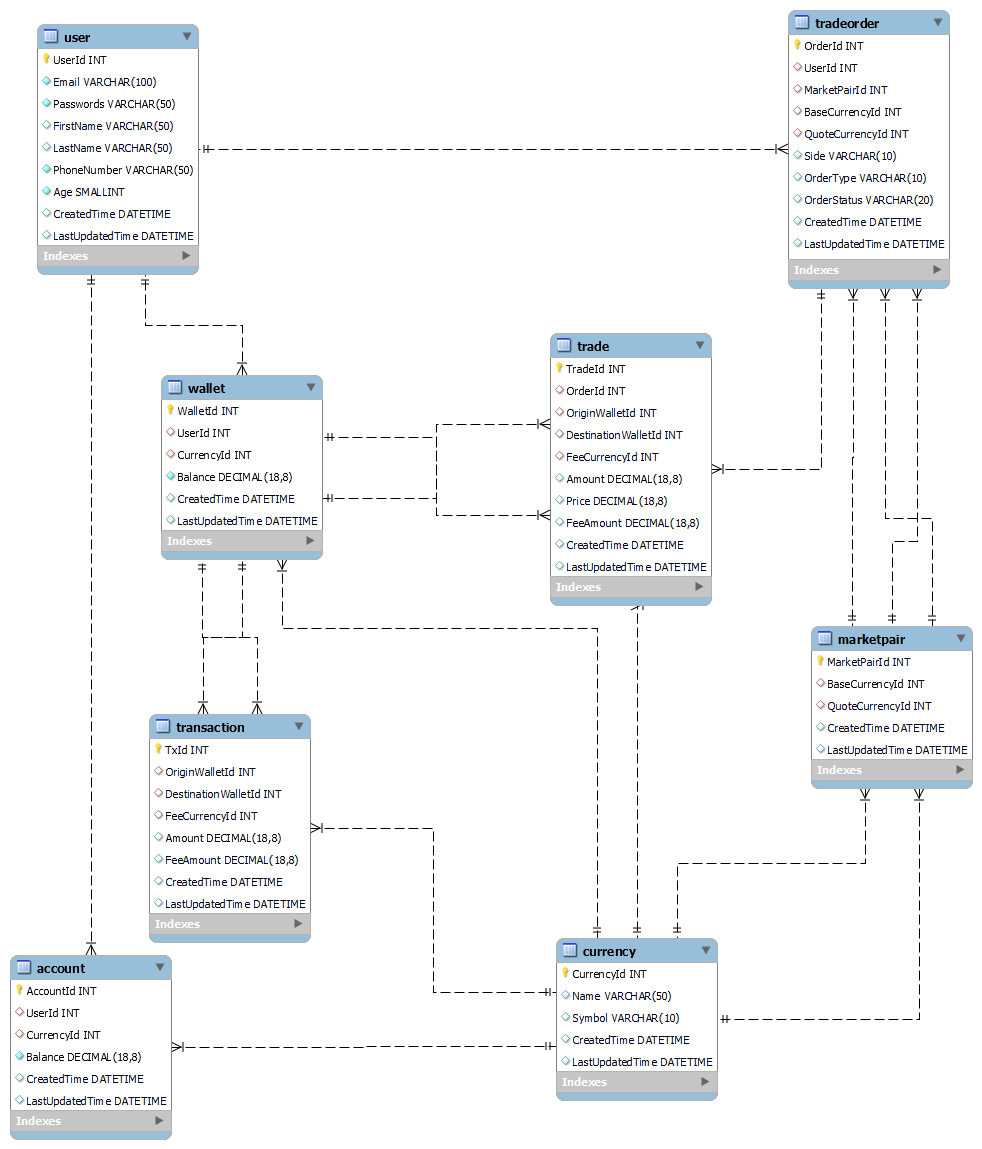 user
UserId INT
Email VARCHAR(100)
Passwords VARCHAR(50)
FirstName VARCHAR(50)
LastName VARCHAR(50)
PhoneNumber VARCHAR(50)
Age SMALLINT
CreatedTime DATETIME
LastUpdatedTime DATETIME
Indexes
tradeorder
OrderId INT
UserId INT
MarketPairId INT
BaseCurrencyId INT
QuoteCurrencyId INT
Side VARCHAR(10)
OrderType VARCHAR(10)
OrderStatus VARCHAR(20)
CreatedTime DATETIME
LastUpdatedTime DATETIME
Indexes
trade
TradeId INT
OrderId INT
OriginWalletId INT
DestinationWalletId INT
FeeCurrencyId INT
Amount DECIMAL(18,8)
Price DECIMAL(18,8)
FeeAmount DECIMAL(18,8)
CreatedTime DATETIME
LastUpdatedTime DATETIME
Indexes
wallet
WalletId INT
UserId INT
CurrencyId INT
Balance DECIMAL(18,8)
CreatedTime DATETIME
LastUpdatedTime DATETIME
Indexes
marketpair
MarketPairId INT
BaseCurrencyId INT
QuoteCurrencyId INT
CreatedTime DATETIME
LastUpdatedTime DATETIME
Indexes
transaction
TxId INT
OriginWalletId INT
DestinationWalletId INT
FeeCurrencyId INT
Amount DECIMAL(18,8)
FeeAmount DECIMAL(18,8)
CreatedTime DATETIME
LastUpdatedTime DATETIME
Indexes
currency
CurrencyId INT
Name VARCHAR(50)
Symbol VARCHAR(10)
CreatedTime DATETIME
LastUpdatedTime DATETIME
Indexes
account
AccountId INT
UserId INT
CurrencyId INT
Balance DECIMAL(18,8)
CreatedTime DATETIME
LastUpdatedTime DATETIME
Indexes